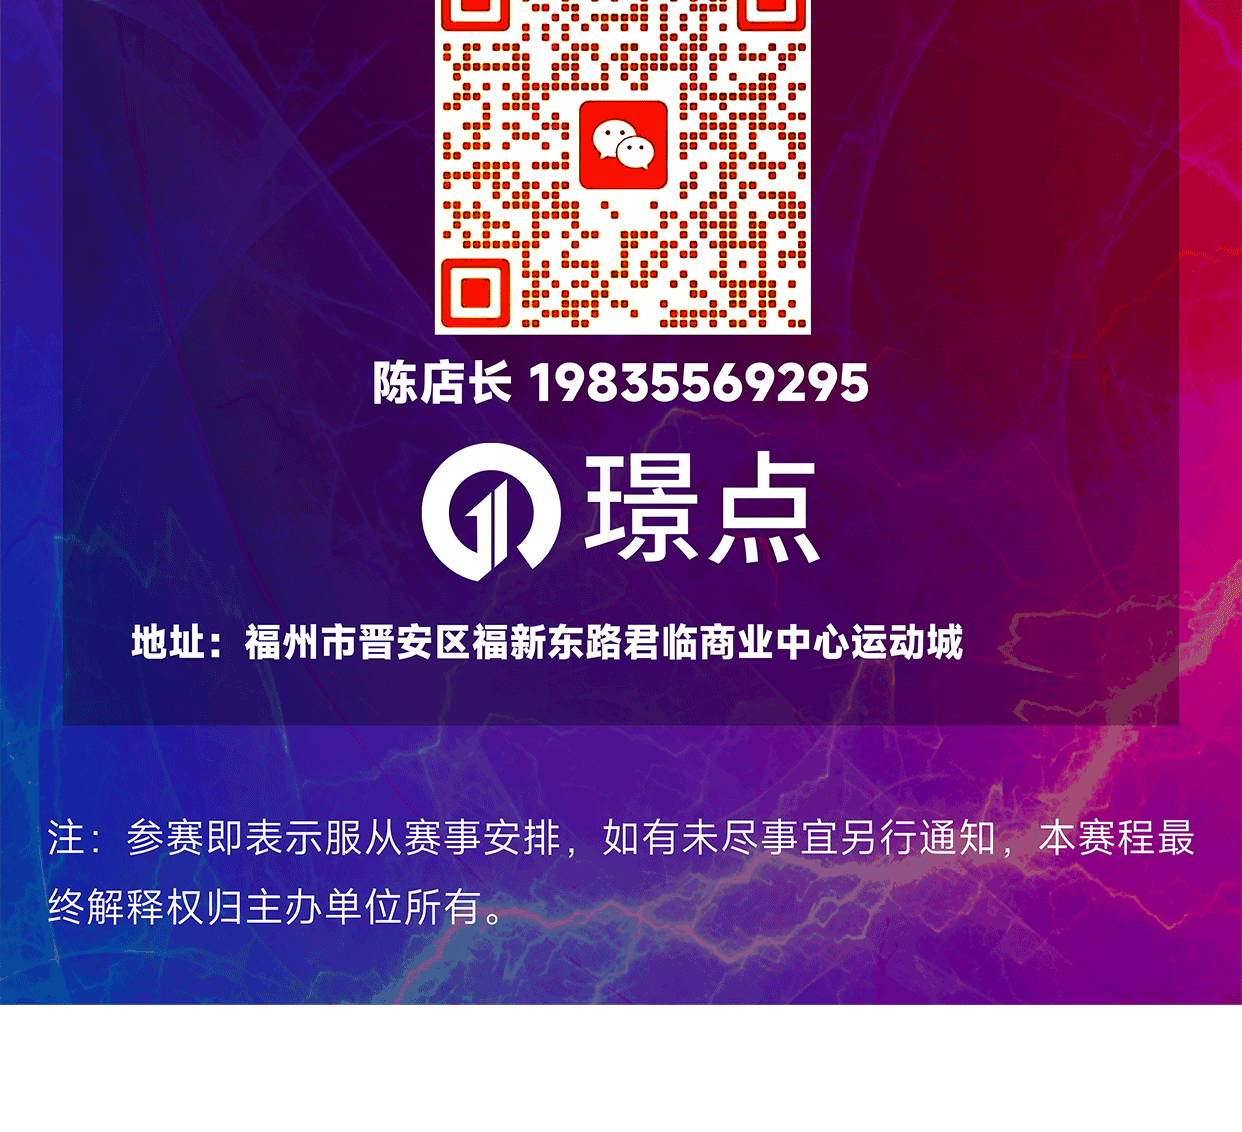 陈店长 19835569295
璟点
地址：福州市晋安区福新东路君临商业中心运动城
注：参赛即表示服从赛事安排，如有未尽事宜另行通知，本赛程最
终解释权归主办单位所有。